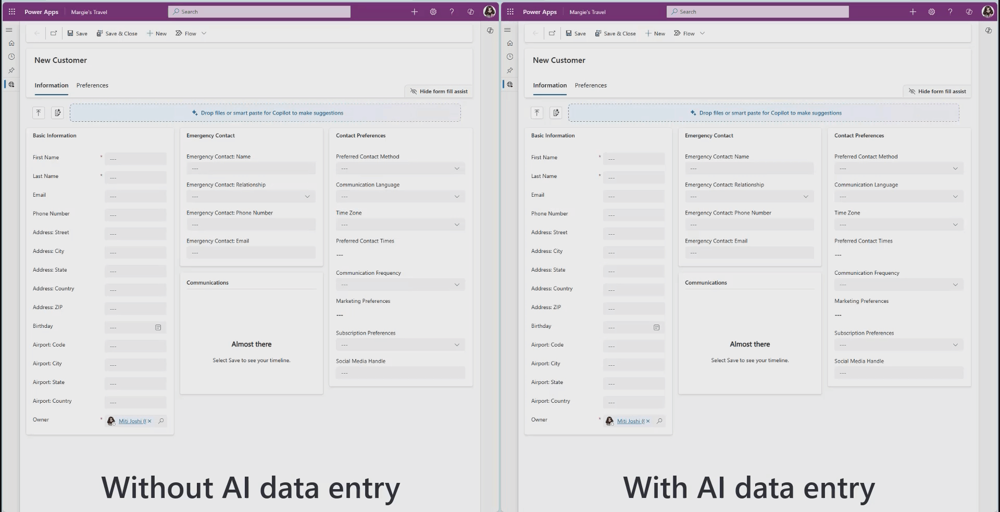 Power Apps
Margie's Travel
Search
Save
Save & Close
New
Flow
New Customer
Information
Preferences
Hide form fill assist
Drop files or smart paste for Copilot to make suggestions
Basic Information
First Name * ---
Last Name * ---
Email ---
Phone Number ---
Address: Street ---
Address: City ---
Address: State ---
Address: Country ---
Address: ZIP ---
Birthday ---
Airport: Code ---
Airport: City ---
Airport: State ---
Airport: Country ---
Owner * Miti Joshi ((
Emergency Contact
Emergency Contact: Name
---
Emergency Contact: Relationship
---
Emergency Contact: Phone Number
---
Emergency Contact: Email
---
Communications
Almost there
Select Save to see your timeline.
Contact Preferences
Preferred Contact Method
---
Communication Language
---
Time Zone
---
Preferred Contact Times
---
Communication Frequency
---
Marketing Preferences
---
Subscription Preferences
---
Social Media Handle
---
Without AI data entry
Power Apps
Margie's Travel
Search
Save
Save & Close
New
Flow
New Customer
Information
Preferences
Hide form fill assist
Drop files or smart paste for Copilot to make suggestions
Basic Information
First Name * ---
Last Name * ---
Email ---
Phone Number ---
Address: Street ---
Address: City ---
Address: State ---
Address: Country ---
Address: ZIP ---
Birthday ---
Airport: Code ---
Airport: City ---
Airport: State ---
Airport: Country ---
Owner * Miti Joshi ((
Emergency Contact
Emergency Contact: Name
---
Emergency Contact: Relationship
---
Emergency Contact: Phone Number
---
Emergency Contact: Email
---
Communications
Almost there
Select Save to see your timeline.
Contact Preferences
Preferred Contact Method
---
Communication Language
---
Time Zone
---
Preferred Contact Times
---
Communication Frequency
---
Marketing Preferences
---
Subscription Preferences
---
Social Media Handle
---
With AI data entry